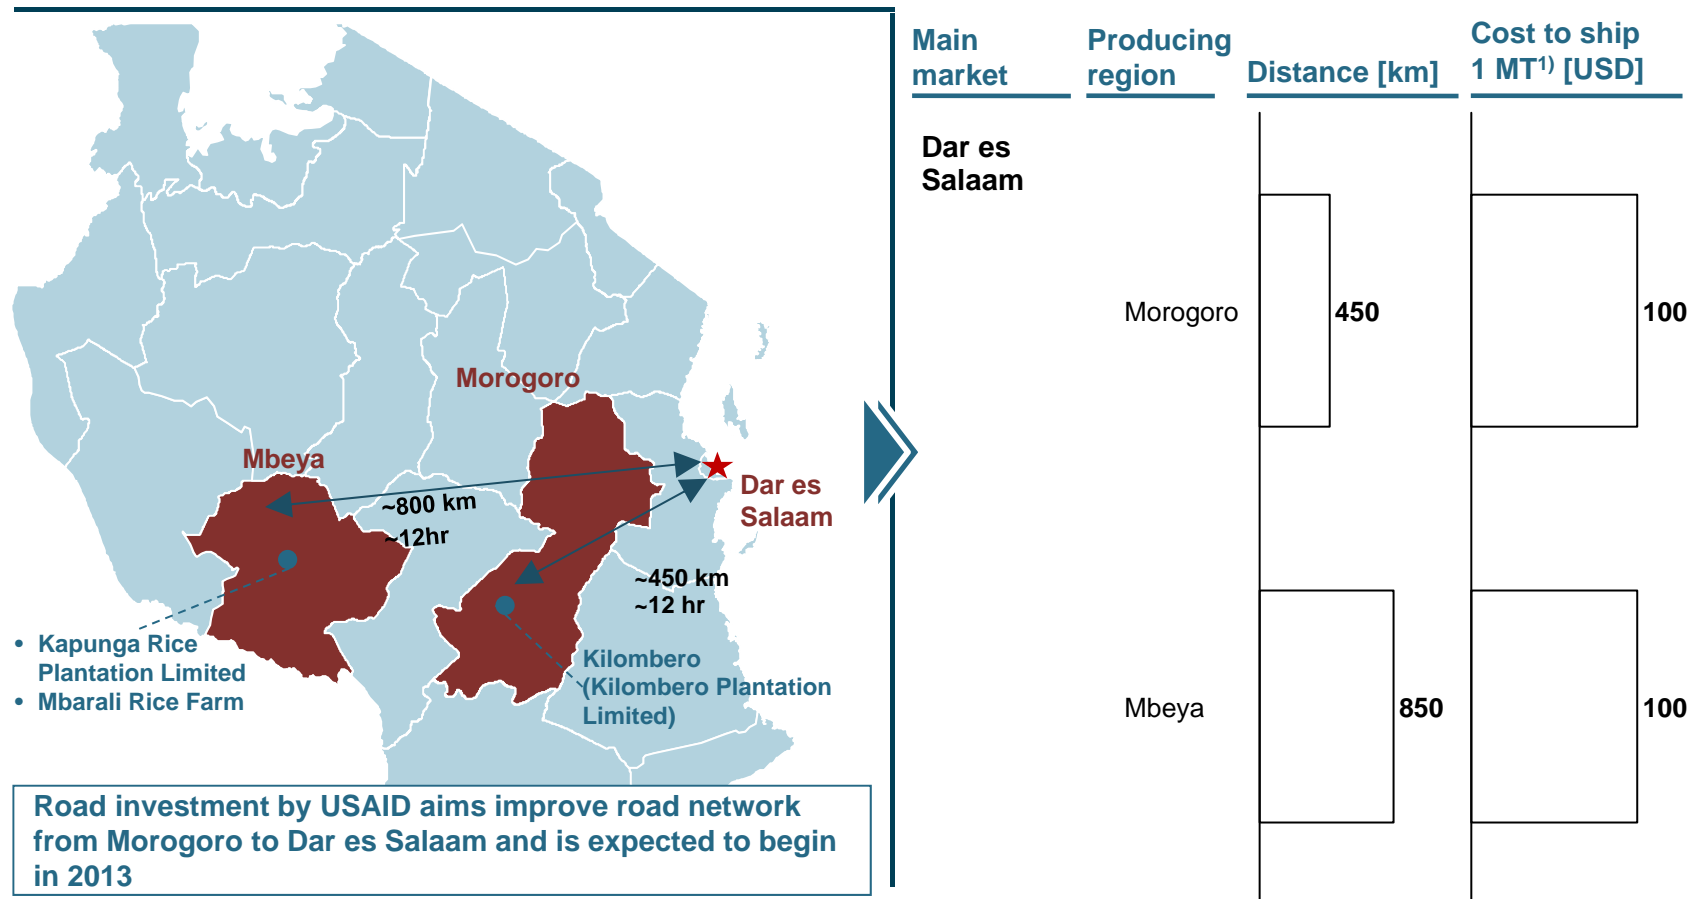 Morogoro
Mbeya
~800 km
~12hr
Dar es
Salaam
~450 km
~12 hr
• Kapunga Rice
Plantation Limited
• Mbarali Rice Farm
Kilombero
(Kilombero Plantation
Limited)
Road investment by USAID aims improve road network
from Morogoro to Dar es Salaam and is expected to begin
in 2013
Main
market
Producing
region
Distance [km]
Cost to ship
1 MT1) [USD]
Dar es
Salaam
Morogoro
450
100
Mbeya
850
100